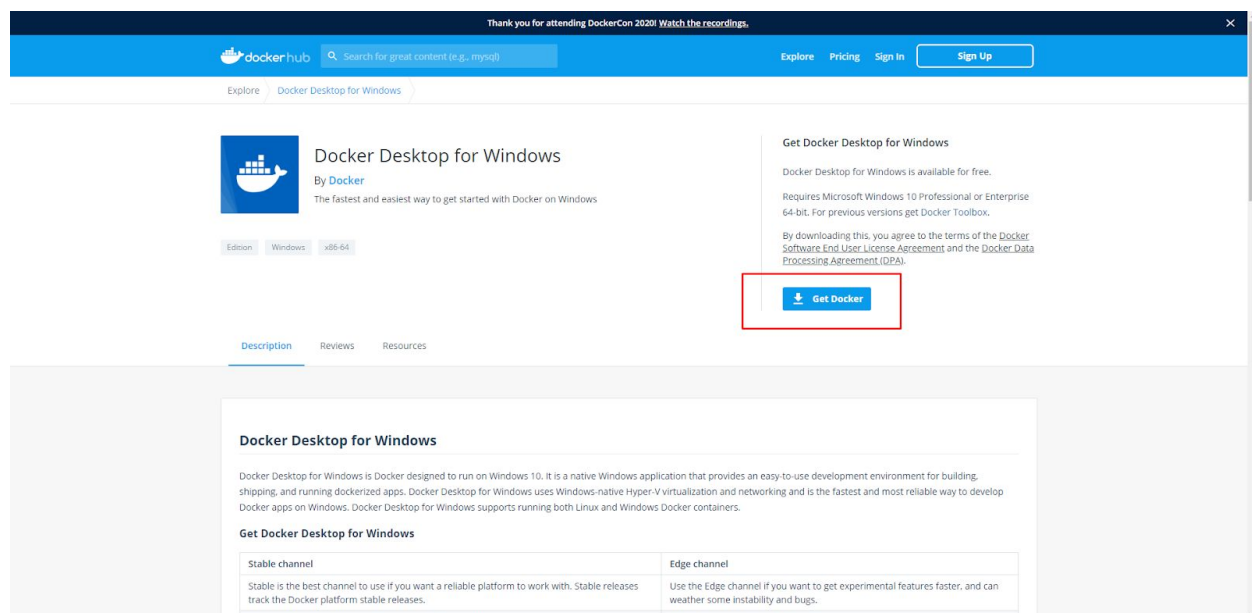 Thank you for attending DockerCon 2020! Watch the recordings.
dockerhub
Search for great content (e.g., mysql)
Explore Pricing Sign In Sign Up
Explore Docker Desktop for Windows
Docker Desktop for Windows
By Docker
The fastest and easiest way to get started with Docker on Windows
Edition Windows x86-64
Get Docker Desktop for Windows
Docker Desktop for Windows is available for free.
Requires Microsoft Windows 10 Professional or Enterprise
64-bit. For previous versions get Docker Toolbox.
By downloading this, you agree to the terms of the Docker
Software End User License Agreement and the Docker Data
Processing Agreement (DPA).
Get Docker
Description Reviews Resources
Docker Desktop for Windows
Docker Desktop for Windows is Docker designed to run on Windows 10. It is a native Windows application that provides an easy-to-use development environment for building,
shipping, and running dockerized apps. Docker Desktop for Windows uses Windows-native Hyper-V virtualization and networking and is the fastest and most reliable way to develop
Docker apps on Windows. Docker Desktop for Windows supports running both Linux and Windows Docker containers.
Get Docker Desktop for Windows
Stable channel
Edge channel
Stable is the best channel to use if you want a reliable platform to work with. Stable releases
track the Docker platform stable releases.
Use the Edge channel if you want to get experimental features faster, and can
weather some instability and bugs.